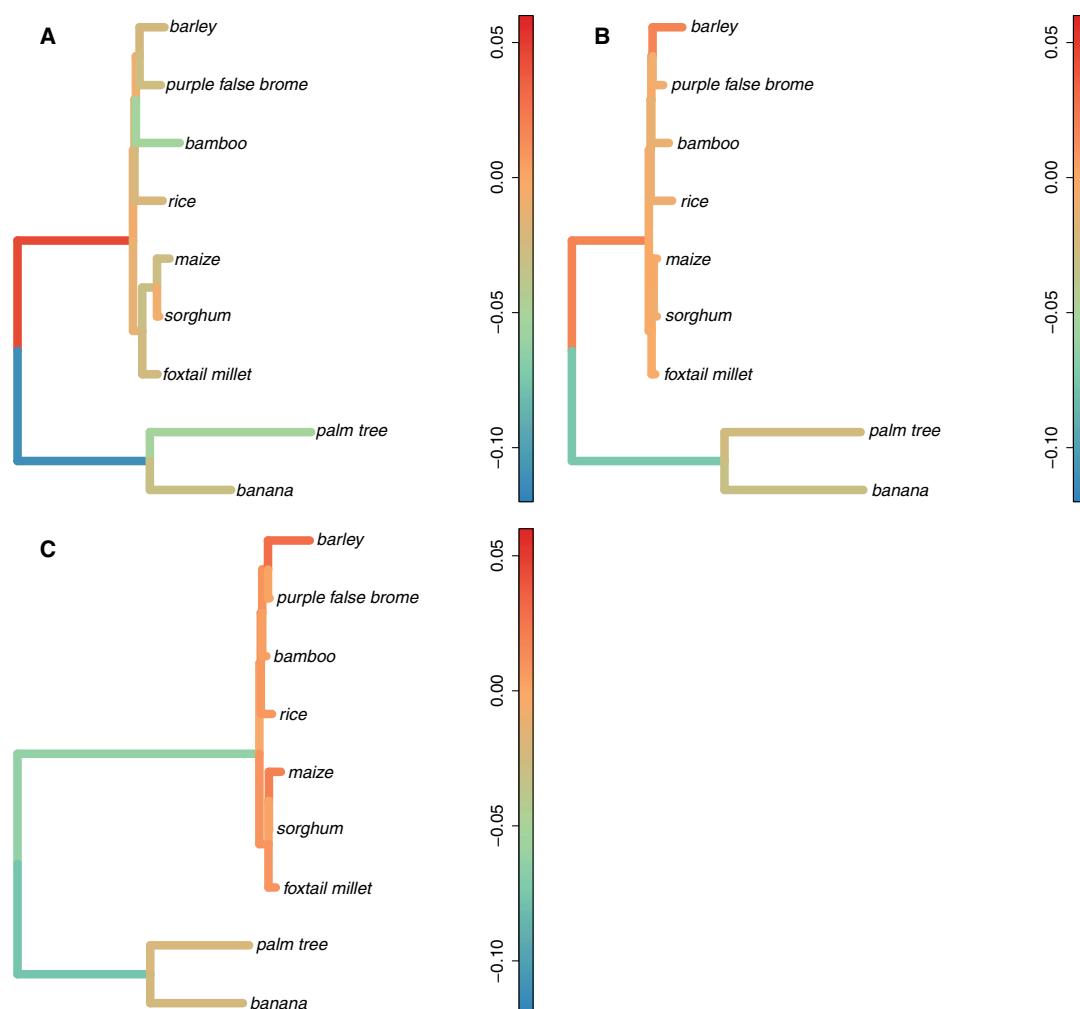 A
barley
purple false brome
bamboo
rice
maize
sorghum
foxtail millet
palm tree
banana
0.05
0.00
−0.05
−0.10
B
barley
purple false brome
bamboo
rice
maize
sorghum
foxtail millet
palm tree
banana
0.05
0.00
−0.05
−0.10
C
barley
purple false brome
bamboo
rice
maize
sorghum
foxtail millet
palm tree
banana
0.05
0.00
−0.05
−0.10